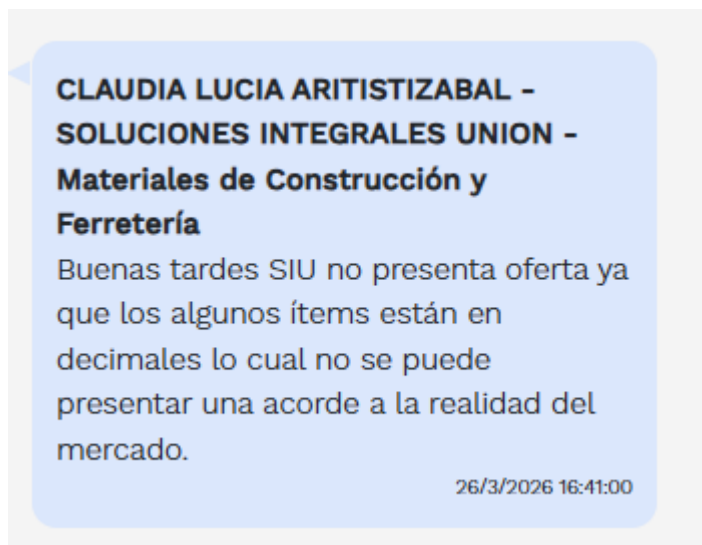 CLAUDIA LUCIA ARITISTIZABAL –
SOLUCIONES INTEGRALES UNION –
Materiales de Construcción y
Ferretería
Buenas tardes SIU no presenta oferta ya
que los algunos ítems están en
decimales lo cual no se puede
presentar una acorde a la realidad del
mercado.
26/3/2026 16:41:00